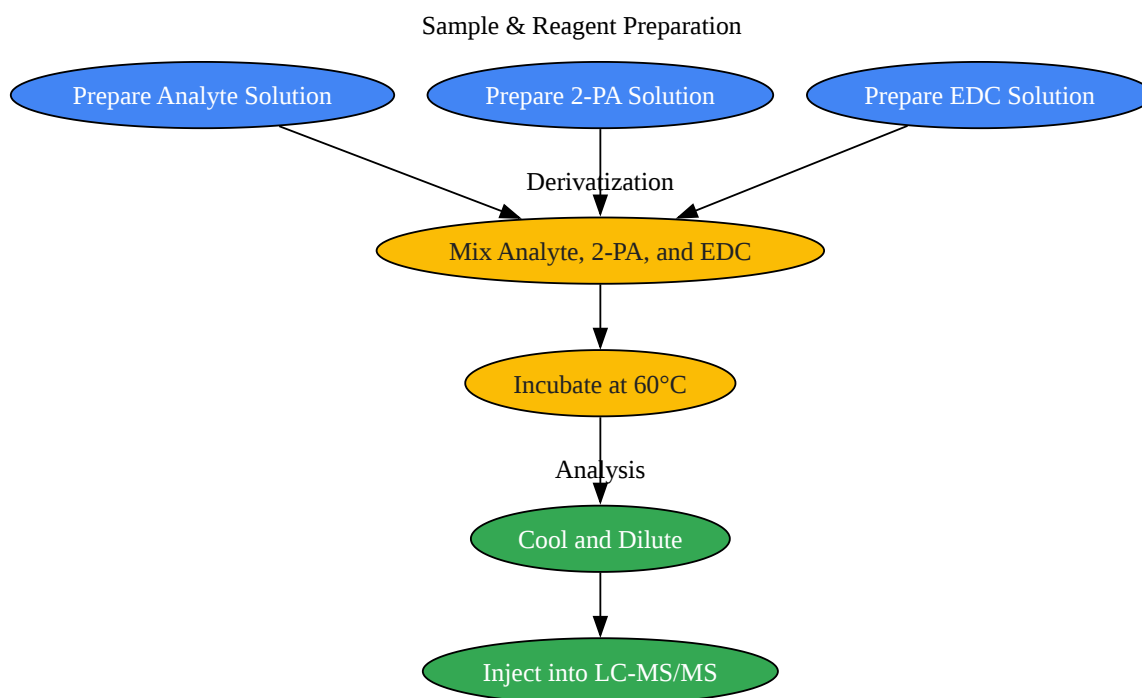 Sample & Reagent Preparation
Prepare Analyte Solution
Prepare 2-PA Solution
Prepare EDC Solution
Derivatization
Mix Analyte, 2-PA, and EDC
Incubate at 60°C
Analysis
Cool and Dilute
Inject into LC-MS/MS